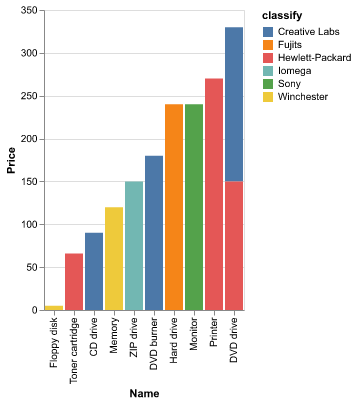 350
300
250
200
150
100
50
0
Price
Floppy disk
Toner cartridge
CD drive
Memory
ZIP drive
DVD burner
Hard drive
Monitor
Printer
DVD drive
Name
classify
Creative Labs
Fujits
Hewlett-Packard
Iomega
Sony
Winchester